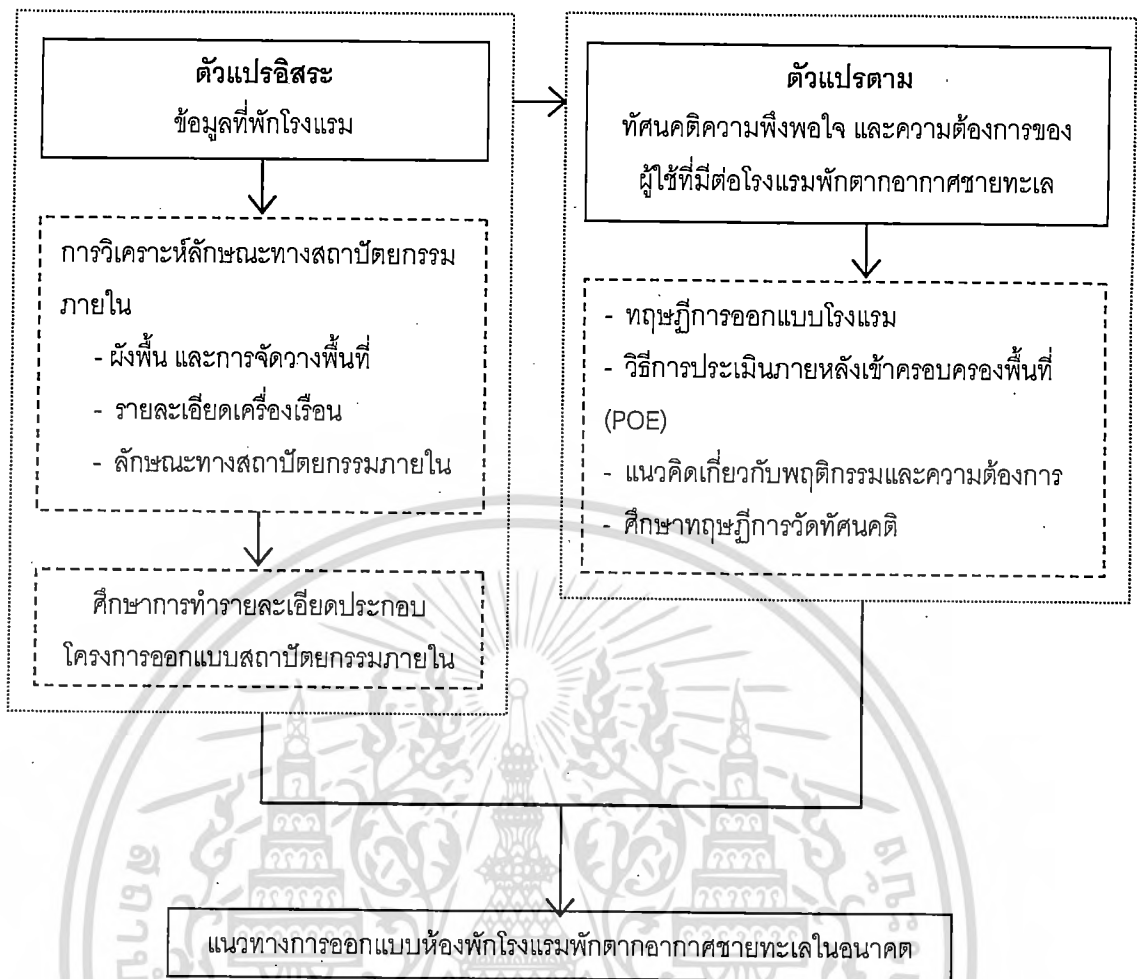 ตัวแปรอิสระ
ข้อมูลที่พักโรงแรม
การวิเคราะห์ลักษณะทางสถาปัตยกรรม
ภายใน
- ผังพื้น และการจัดวางพื้นที่
- รายละเอียดเครื่องเรือน
- ลักษณะทางสถาปัตยกรรมภายใน
ศึกษาการทำรายละเอียดประกอบ
โครงการออกแบบสถาปัตยกรรมภายใน
ตัวแปรตาม
ทัศนคติความพึงพอใจ และความต้องการของ
ผู้ใช้ที่มีต่อโรงแรมพักตากอากาศชายทะเล
- ทฤษฎีการออกแบบโรงแรม
- วิธีการประเมินภายหลังเข้าครอบครองพื้นที่
(POE)
- แนวคิดเกี่ยวกับพฤติกรรมและความต้องการ
- ศึกษาทฤษฎีการวัดทัศนคติ
แนวทางการออกแบบห้องพักโรงแรมพักตากอากาศชายทะเลในอนาคต